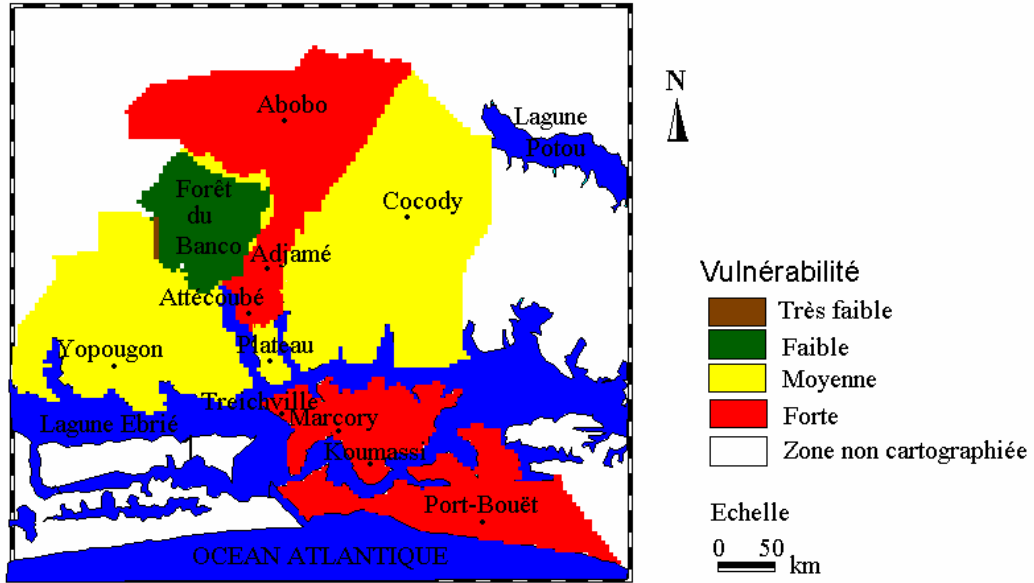 Abobo
N
Lagune
Potou
Forêt
du
Banco
Cocody
Adjamé
Attécoubé
Yopougon
Plateau
Treichville
Marcory
Lagune Ebrié
Koumassi
Port-Bouët
OCEAN ATLANTIQUE
Vulnérabilité
Très faible
Faible
Moyenne
Forte
Zone non cartographiée
Echelle
0 50
km